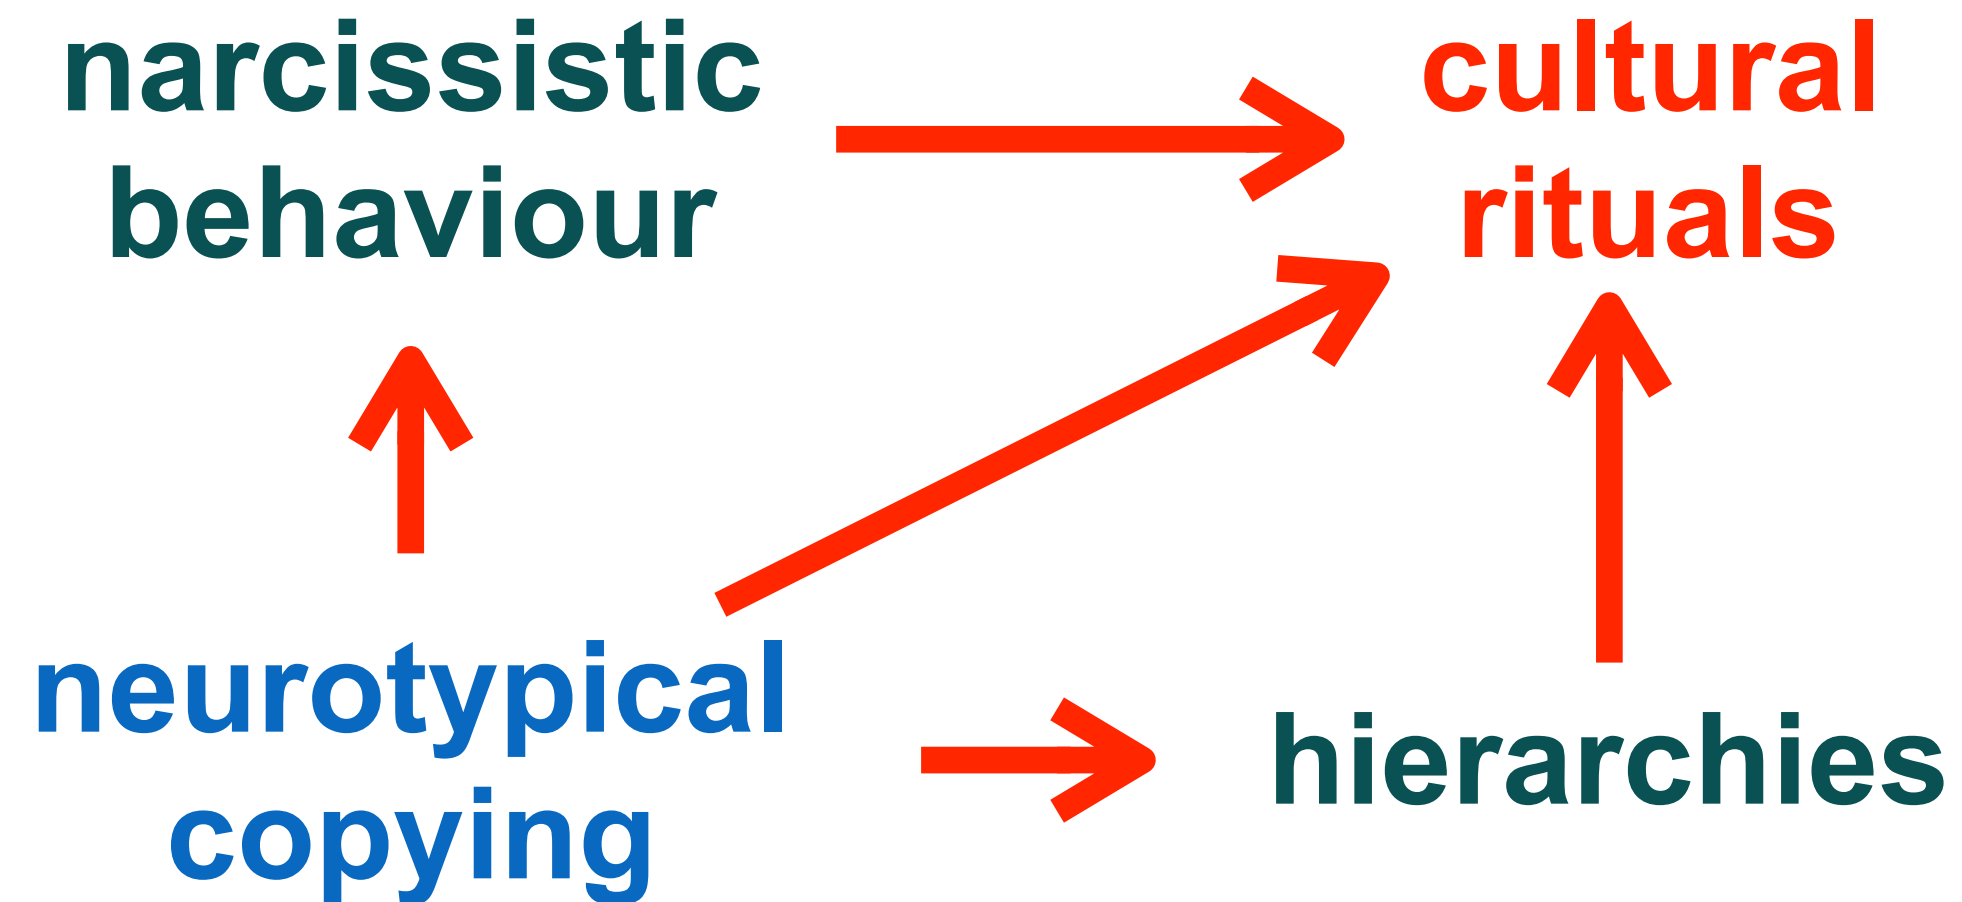 narcissistic
behaviour
cultural
rituals
neurotypical
copying
hierarchies